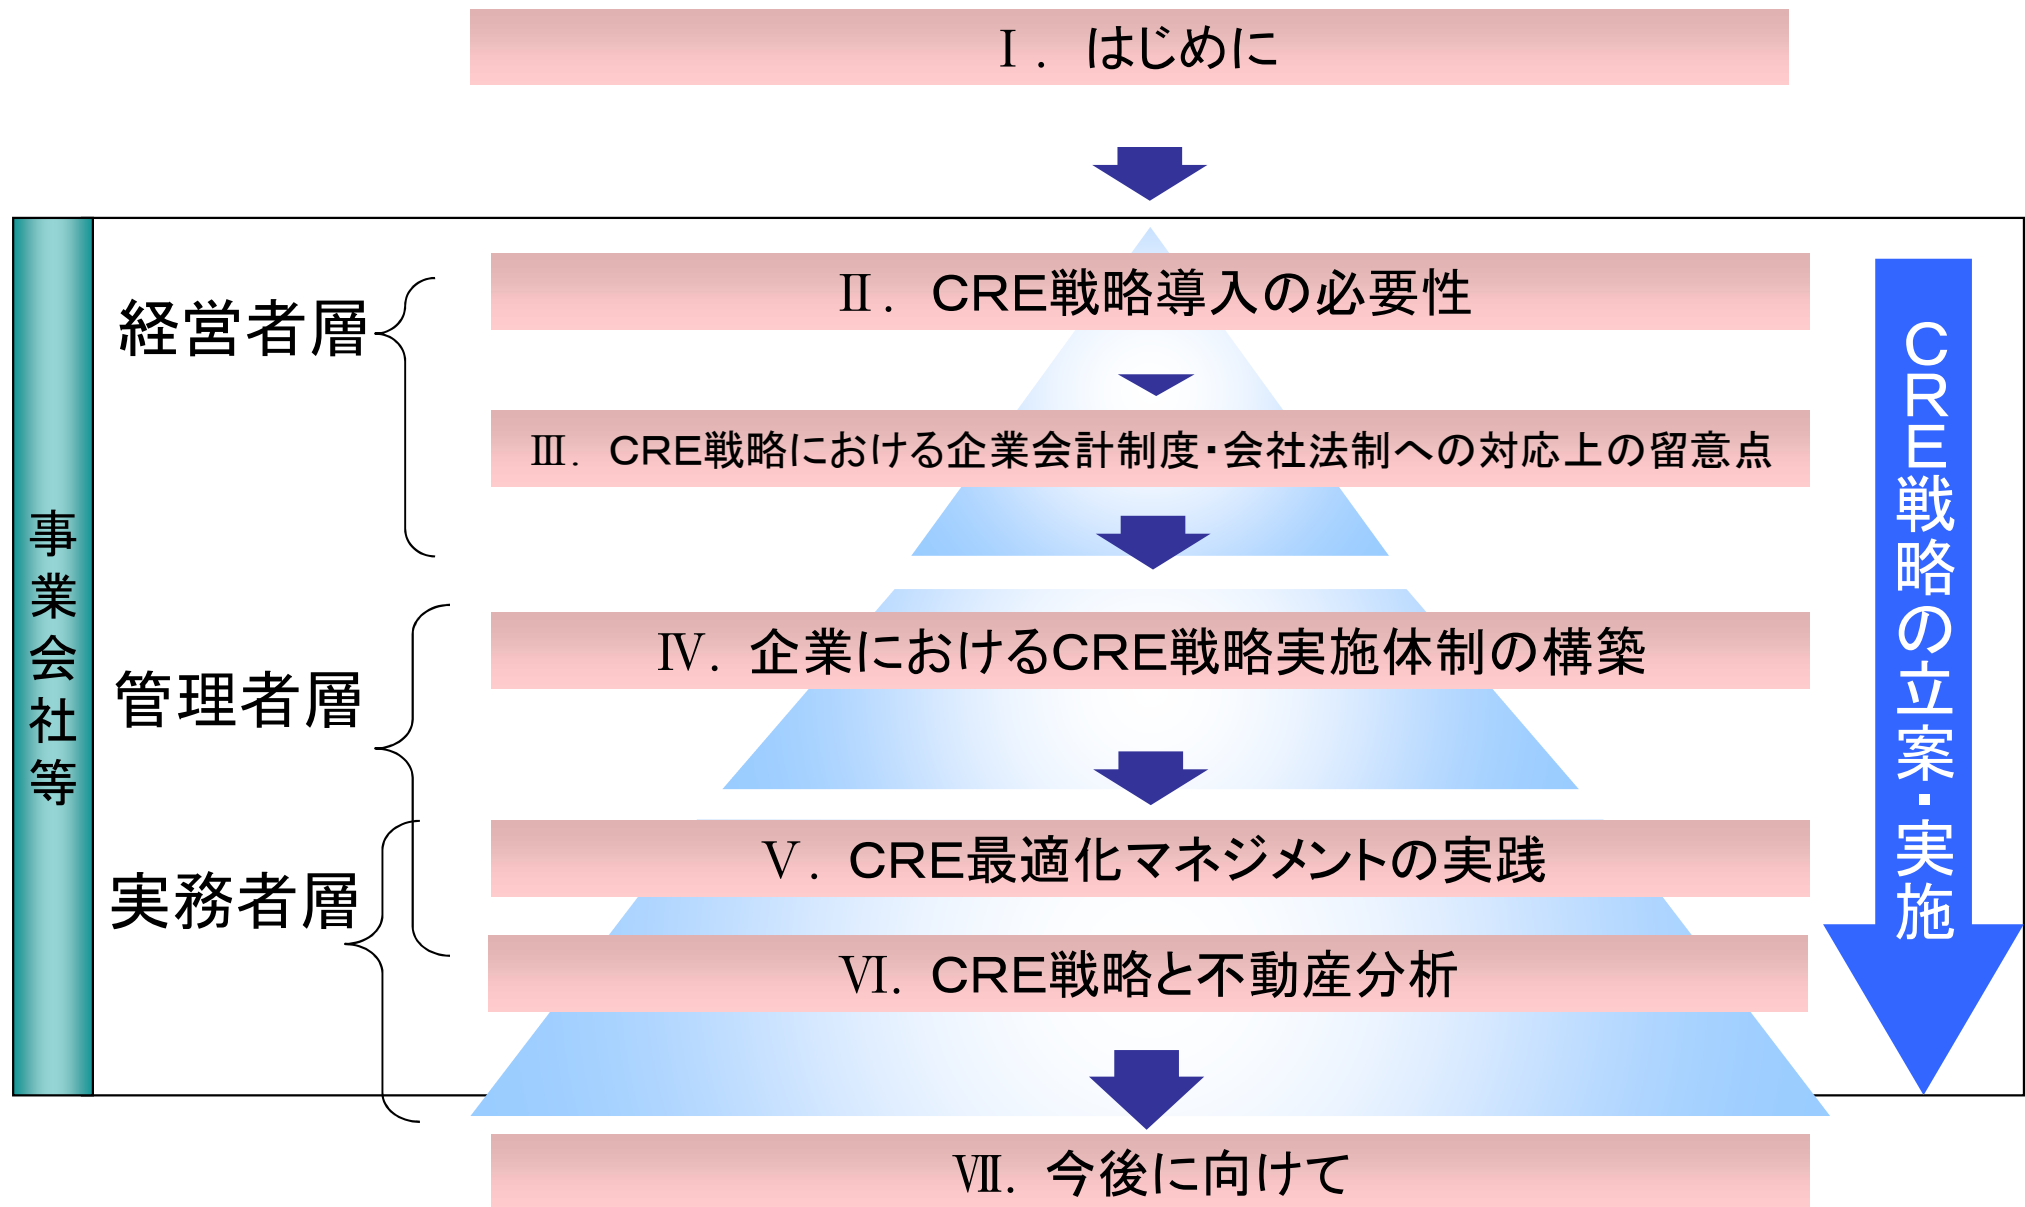 Ⅰ. はじめに
事業会社等
経営者層
Ⅱ. CRE戦略導入の必要性
Ⅲ. CRE戦略における企業会計制度・会社法制への対応上の留意点
管理者層
Ⅳ. 企業におけるCRE戦略実施体制の構築
実務者層
Ⅴ. CRE最適化マネジメントの実践
Ⅵ. CRE戦略と不動産分析
CRE戦略の立案・実施
Ⅶ. 今後に向けて